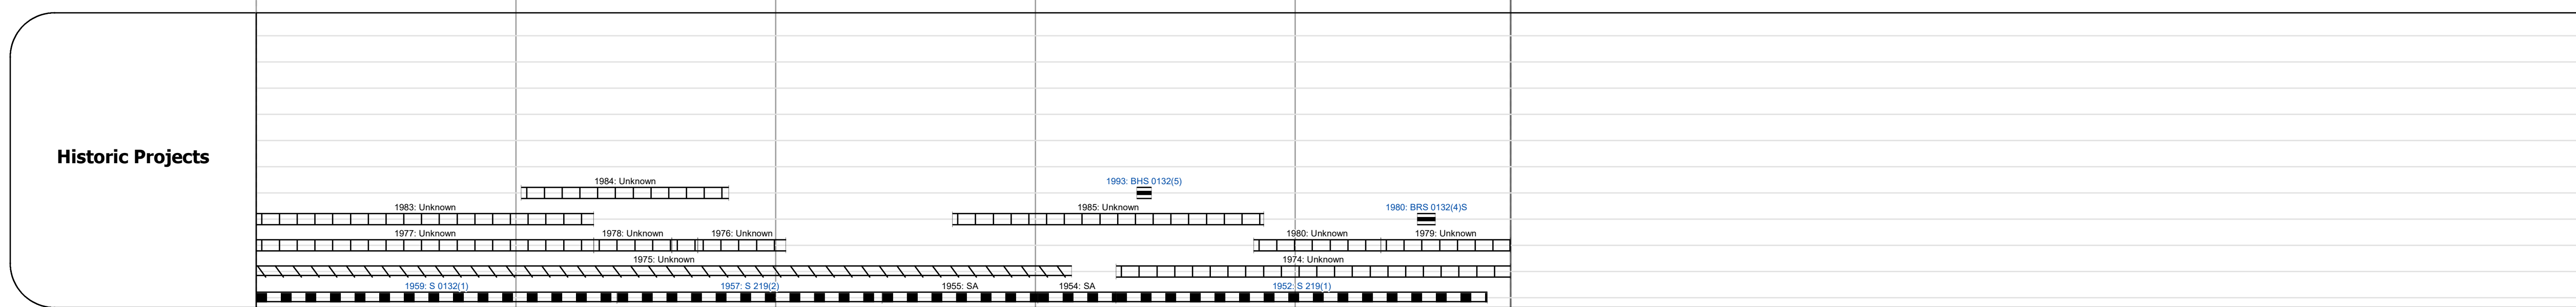 Historic Projects
1984: Unknown
1993: BHS 0132(5)
1983: Unknown
1985: Unknown
1980: BRS 0132(4)S
1977: Unknown
1978: Unknown
1976: Unknown
1980: Unknown
1979: Unknown
1975: Unknown
1974: Unknown
1959: S 0132(1)
1957: S 219(2)
1955: SA
1954: SA
1952: S 219(1)